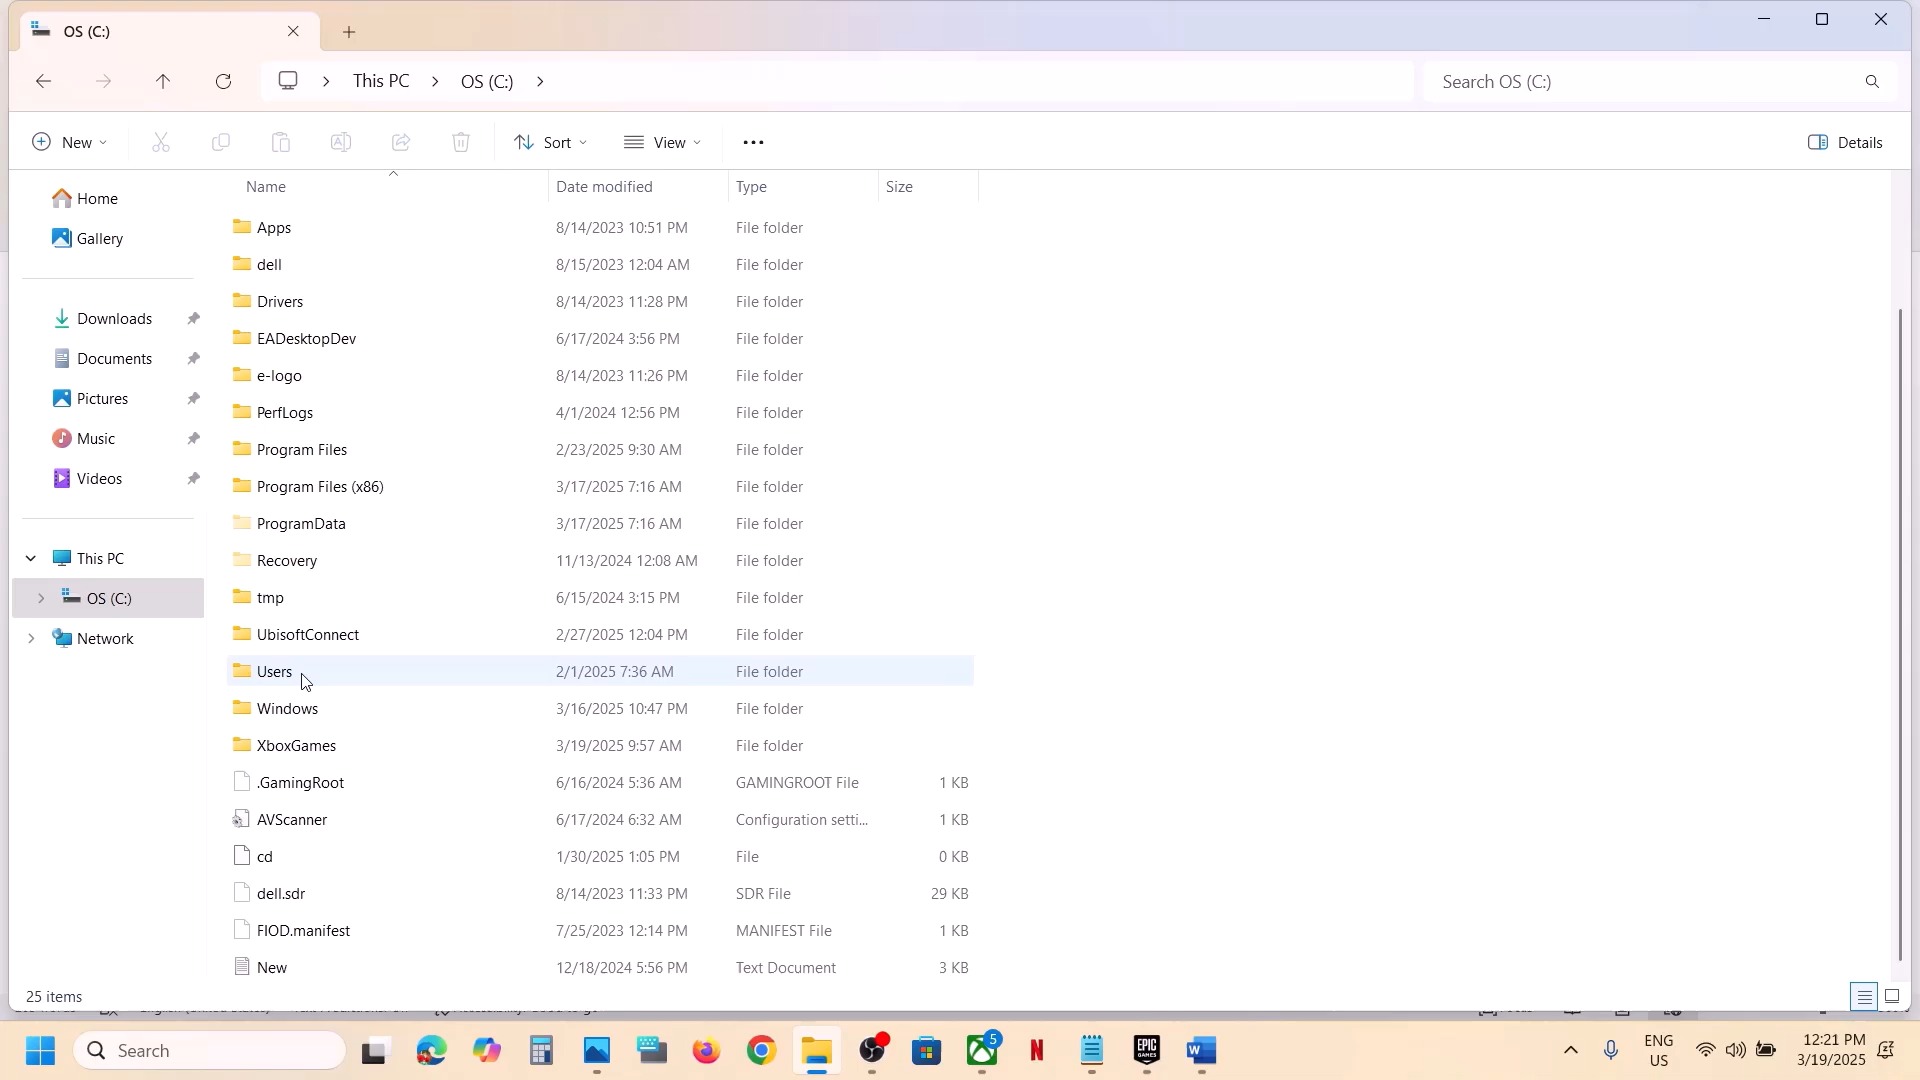 OS (C:)
This PC > OS (C:) >
Search OS (C:)
New
Sort
View
Details
Home
Gallery
Downloads
Documents
Pictures
Music
Videos
This PC
OS (C:)
Network
Name Date modified Type Size
Apps 8/14/2023 10:51 PM File folder
dell 8/15/2023 12:04 AM File folder
Drivers 8/14/2023 11:28 PM File folder
EADesktopDev 6/17/2024 3:56 PM File folder
e-logo 8/14/2023 11:26 PM File folder
PerfLogs 4/1/2024 12:56 PM File folder
Program Files 2/23/2025 9:30 AM File folder
Program Files (x86) 3/17/2025 7:16 AM File folder
ProgramData 3/17/2025 7:16 AM File folder
Recovery 11/13/2024 12:08 AM File folder
tmp 6/15/2024 3:15 PM File folder
UbisoftConnect 2/27/2025 12:04 PM File folder
Users 2/1/2025 7:36 AM File folder
Windows 3/16/2025 10:47 PM File folder
XboxGames 3/19/2025 9:57 AM File folder
.GamingRoot 6/16/2024 5:36 AM GAMINGROOT File 1 KB
AVScanner 6/17/2024 6:32 AM Configuration setti... 1 KB
cd 1/30/2025 1:05 PM File 0 KB
dell.sdr 8/14/2023 11:33 PM SDR File 29 KB
FIOD.manifest 7/25/2023 12:14 PM MANIFEST File 1 KB
New 12/18/2024 5:56 PM Text Document 3 KB
25 items
Search
5
N
EPIC
GAMES
W
ENG
US
12:21 PM
3/19/2025